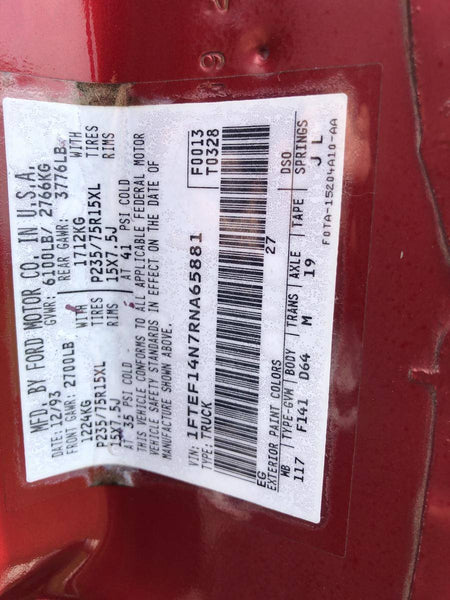 MFD. BY FORD MOTOR CO. IN U.S.A.
DATE: 12/93 GVWR: 6100LB/ 2766KG
FRONT GAWR: 2700LB REAR GAWR: 3776LB
1224KG WITH 1712KG WITH
P235/75R15XL TIRES P235/75R15XL TIRES
15X7.5J RIMS 15X7.5J RIMS
AT 35 PSI COLD AT 41 PSI COLD
THIS VEHICLE CONFORMS TO ALL APPLICABLE FEDERAL MOTOR
VEHICLE SAFETY STANDARDS IN EFFECT ON THE DATE OF
MANUFACTURE SHOWN ABOVE.
VIN: 1FTEF14N7RNA65881 F0013
TYPE: TRUCK T0328
EG 27
EXTERIOR PAINT COLORS DSO
WB TYPE-GVW BODY TRANS AXLE TAPE SPRINGS
117 F141 D64 M 19 J L
F0TA-15204A10-AA